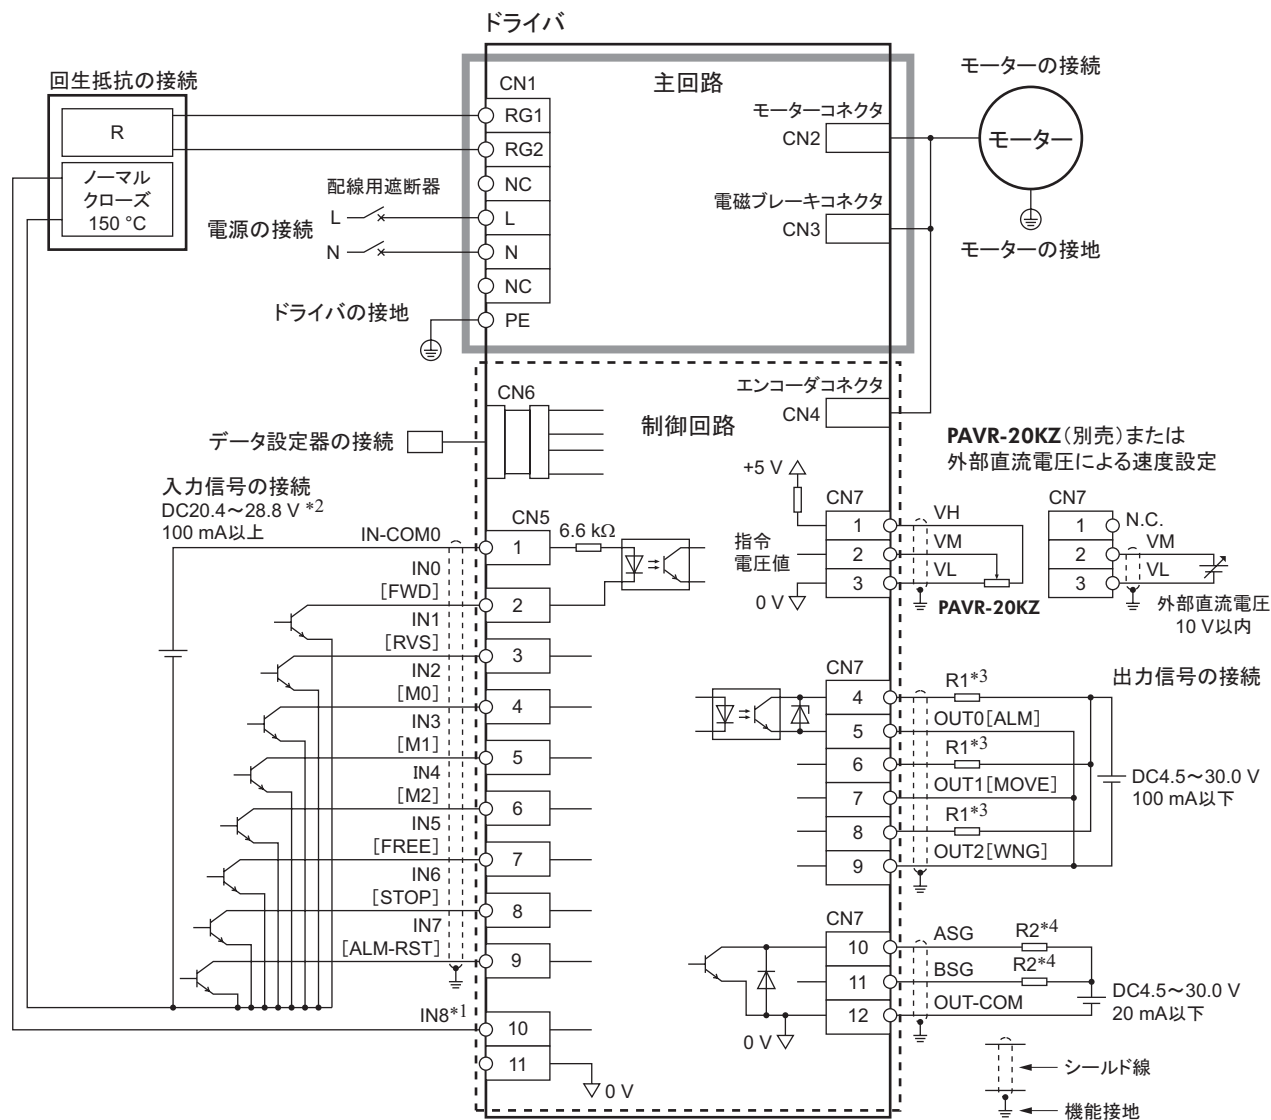 ドライバ
回生抵抗の接続
R
ノーマル
クローズ
150 °C
配線用遮断器
電源の接続
L
N
ドライバの接地
CN1
RG1
RG2
NC
L
N
NC
PE
主回路
モーターコネクタ
CN2
電磁ブレーキコネクタ
CN3
モーターの接続
モーター
モーターの接地
エンコーダコネクタ
CN4
CN6
制御回路
データ設定器の接続
入力信号の接続
DC20.4～28.8 V *2
100 mA以上
CN5
6.6 kΩ
IN-COM0
1
IN0
[FWD]
2
IN1
[RVS]
3
IN2
[M0]
4
IN3
[M1]
5
IN4
[M2]
6
IN5
[FREE]
7
IN6
[STOP]
8
IN7
[ALM-RST]
9
IN8*1
10
11
0 V
PAVR-20KZ（別売）または
外部直流電圧による速度設定
+5 V
指令
電圧値
0 V
CN7
1
2
3
VH
VM
VL
PAVR-20KZ
CN7
1
2
3
N.C.
VM
VL
外部直流電圧
10 V以内
出力信号の接続
CN7
4
R1*3
OUT0[ALM]
5
6
R1*3
OUT1[MOVE]
7
8
R1*3
OUT2[WNG]
9
DC4.5～30.0 V
100 mA以下
CN7
10
ASG
R2*4
11
BSG
R2*4
12
OUT-COM
0 V
DC4.5～30.0 V
20 mA以下
シールド線
機能接地